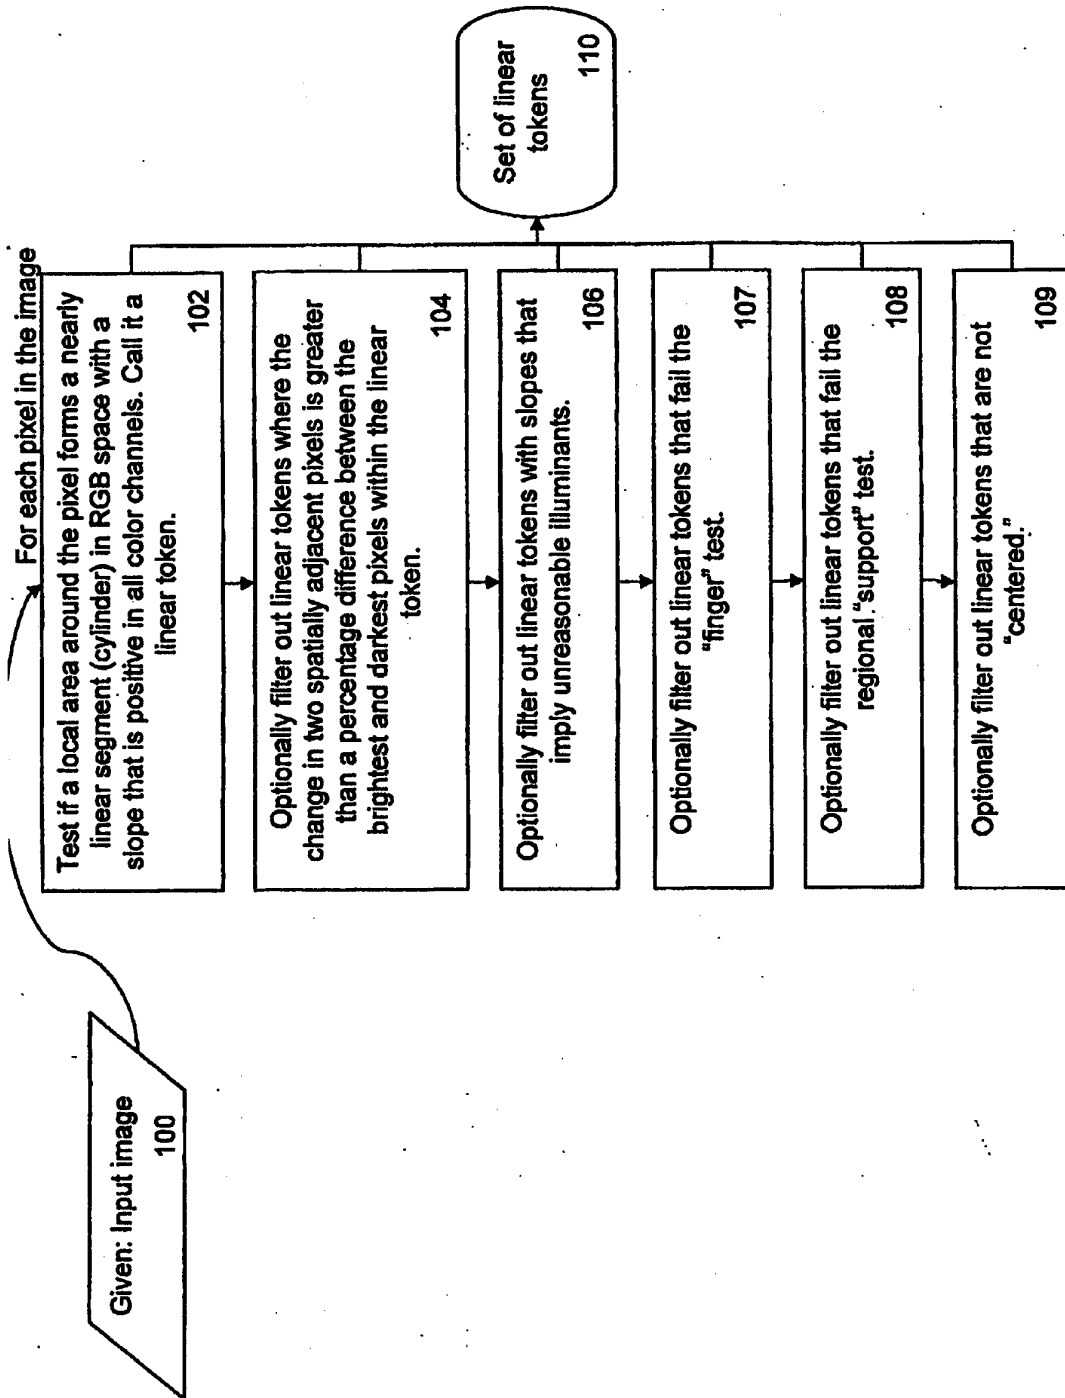 Given: Input image
100
For each pixel in the image
Test if a local area around the pixel forms a nearly
linear segment (cylinder) in RGB space with a
slope that is positive in all color channels. Call it a
linear token.
102
Optionally filter out linear tokens where the
change in two spatially adjacent pixels is greater
than a percentage difference between the
brightest and darkest pixels within the linear
token.
104
Optionally filter out linear tokens with slopes that
imply unreasonable illuminants.
106
Optionally filter out linear tokens that fail the
“finger” test.
107
Optionally filter out linear tokens that fail the
regional “support” test.
108
Optionally filter out linear tokens that are not
“centered.”
109
Set of linear
tokens
110